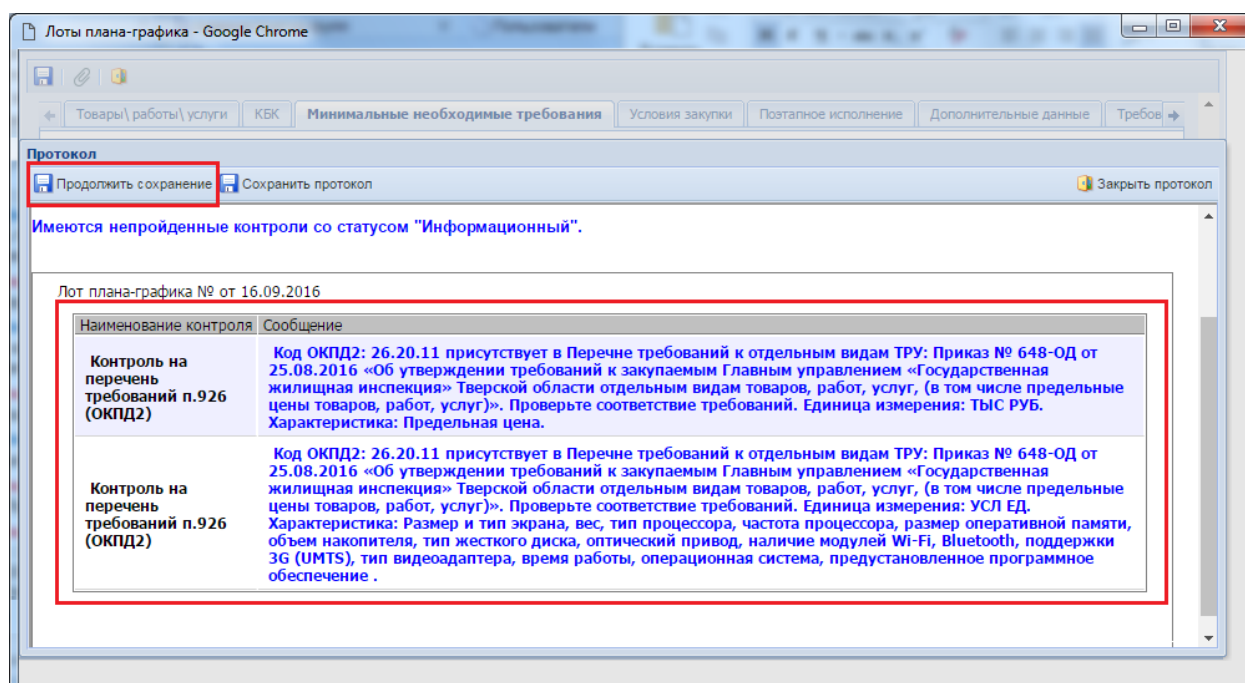 Лоты плана-графика - Google Chrome
Товары\ работы\ услуги КБК Минимальные необходимые требования Условия закупки Поэтапное исполнение Дополнительные данные Требов
Протокол
Продолжить сохранение Сохранить протокол Закрыть протокол
Имеются непройденные контроли со статусом "Информационный".
Лот плана-графика № от 16.09.2016
Наименование контроля Сообщение
Контроль на
перечень
требований п.926
(ОКПД2)
Код ОКПД2: 26.20.11 присутствует в Перечне требований к отдельным видам ТРУ: Приказ № 648-ОД от
25.08.2016 «Об утверждении требований к закупаемым Главным управлением «Государственная
жилищная инспекция» Тверской области отдельным видам товаров, работ, услуг, (в том числе предельные
цены товаров, работ, услуг)». Проверьте соответствие требований. Единица измерения: ТЫС РУБ.
Характеристика: Предельная цена.
Контроль на
перечень
требований п.926
(ОКПД2)
Код ОКПД2: 26.20.11 присутствует в Перечне требований к отдельным видам ТРУ: Приказ № 648-ОД от
25.08.2016 «Об утверждении требований к закупаемым Главным управлением «Государственная
жилищная инспекция» Тверской области отдельным видам товаров, работ, услуг, (в том числе предельные
цены товаров, работ, услуг)». Проверьте соответствие требований. Единица измерения: УСЛ ЕД.
Характеристика: Размер и тип экрана, вес, тип процессора, частота процессора, размер оперативной памяти,
объем накопителя, тип жесткого диска, оптический привод, наличие модулей Wi-Fi, Bluetooth, поддержки
3G (UMTS), тип видеоадаптера, время работы, операционная система, предустановленное программное
обеспечение .